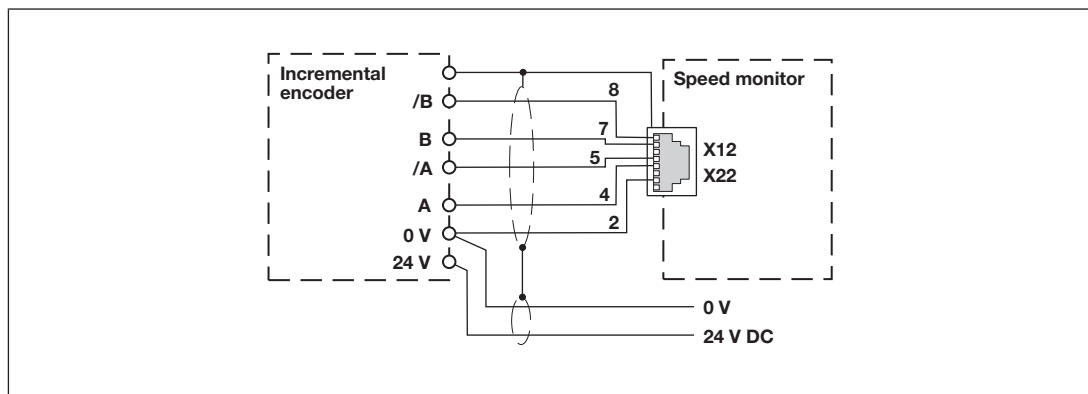 Incremental
encoder
Speed monitor
/B
8
B
7
X12
/A
5
X22
A
4
0 V
2
24 V
0 V
24 V DC